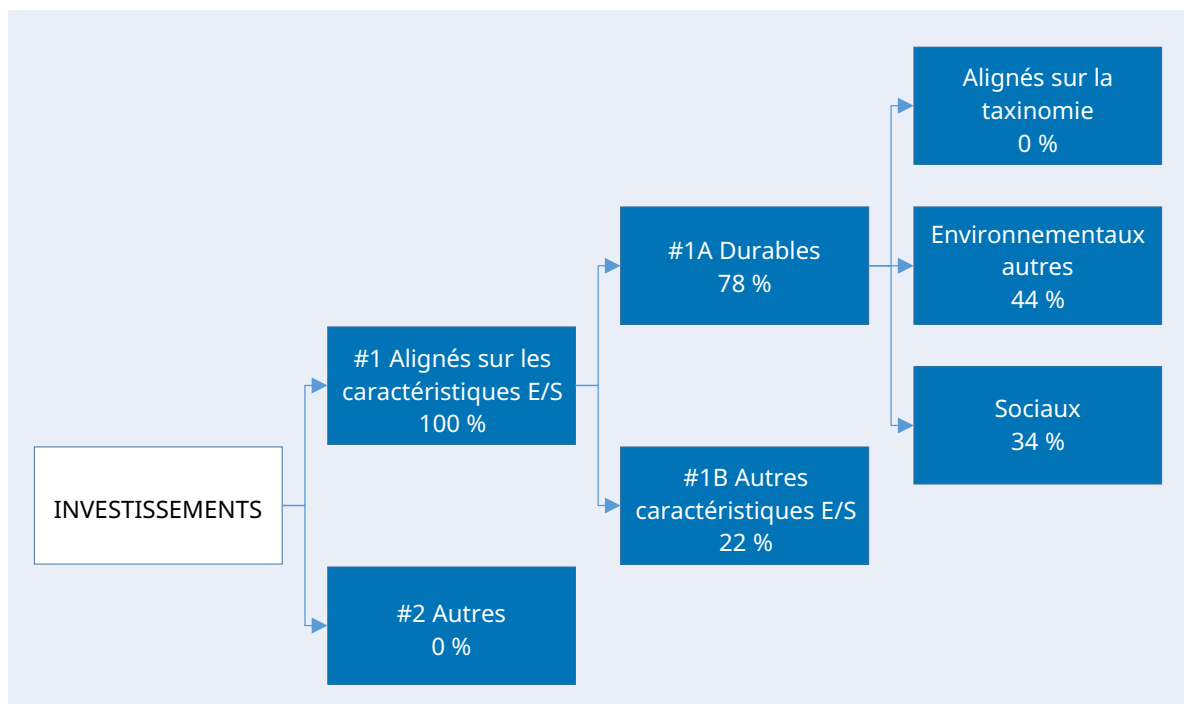 INVESTISSEMENTS
#1 Alignés sur les
caractéristiques E/S
100 %
#2 Autres
0 %
#1A Durables
78 %
#1B Autres
caractéristiques E/S
22 %
Alignés sur la
taxinomie
0 %
Environnementaux
autres
44 %
Sociaux
34 %